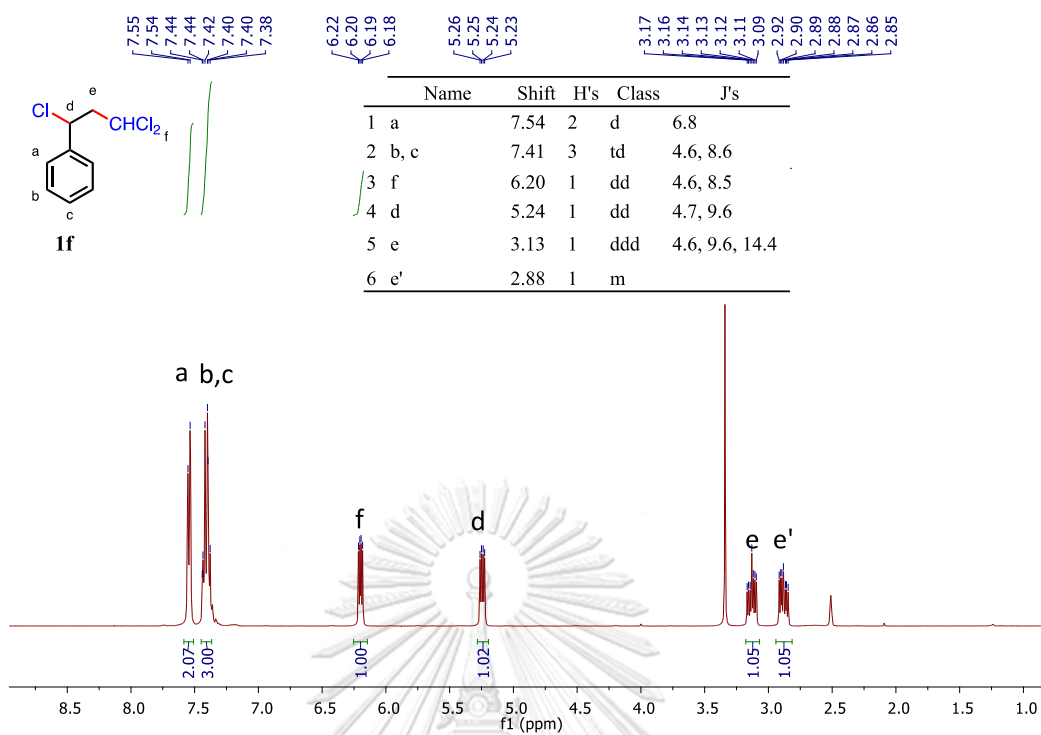 7.55 7.54 7.44 7.44 7.42 7.40 7.40 7.38 6.22 6.20 6.19 6.18 5.26 5.25 5.24 5.23 3.17 3.16 3.14 3.13 3.12 3.11 3.09 2.92 2.90 2.89 2.88 2.87 2.86 2.85
Name Shift H's Class J's
1 a 7.54 2 d 6.8
2 b, c 7.41 3 td 4.6, 8.6
3 f 6.20 1 dd 4.6, 8.5
4 d 5.24 1 dd 4.7, 9.6
5 e 3.13 1 ddd 4.6, 9.6, 14.4
6 e' 2.88 1 m
e
Cl d
CHCl2 f
a
b
c
1f
a b,c
f d e e'
2.07 3.00 1.00 1.02 1.05 1.05
8.5 8.0 7.5 7.0 6.5 6.0 5.5 5.0 4.5 4.0 3.5 3.0 2.5 2.0 1.5 1.0
f1 (ppm)